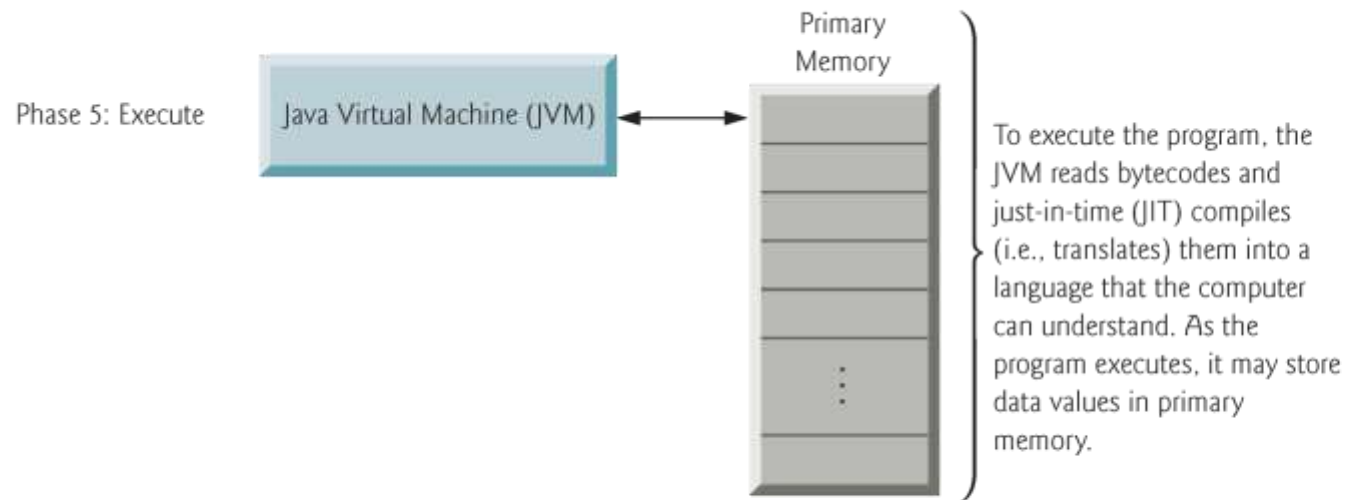 Primary
Memory
Phase 5: Execute
Java Virtual Machine (JVM)
To execute the program, the
JVM reads bytecodes and
just-in-time (JIT) compiles
(i.e., translates) them into a
language that the computer
can understand. As the
program executes, it may store
data values in primary
memory.